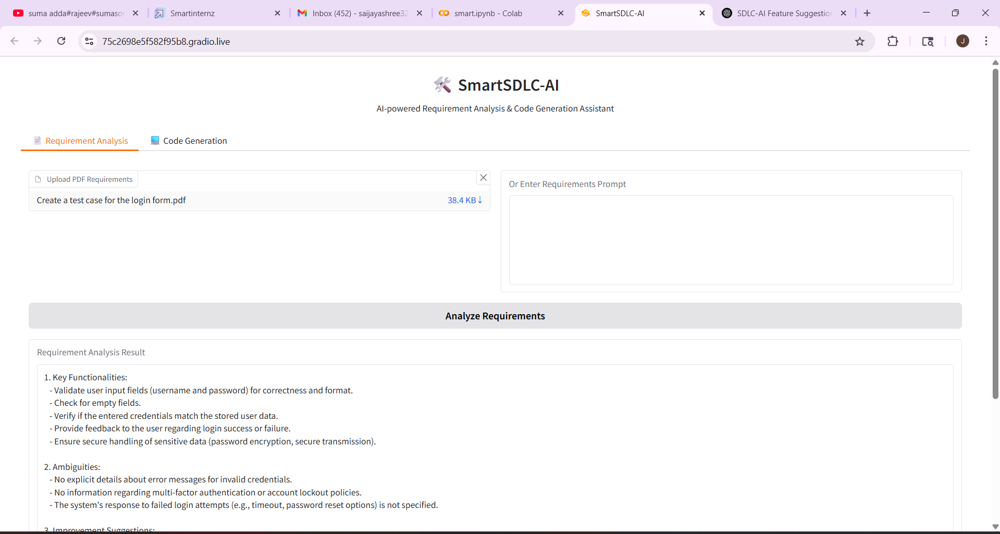 suma adda#rajeev#sumaso
Smartinternz
Inbox (452) - saijayashree32
smart.ipynb - Colab
SmartSDLC-AI
SDLC-AI Feature Suggestion
75c2698e5f582f95b8.gradio.live
J
SmartSDLC-AI
AI-powered Requirement Analysis & Code Generation Assistant
Requirement Analysis
Code Generation
Upload PDF Requirements
Create a test case for the login form.pdf
38.4 KB⇣
Or Enter Requirements Prompt
Analyze Requirements
Requirement Analysis Result
1. Key Functionalities:
- Validate user input fields (username and password) for correctness and format.
- Check for empty fields.
- Verify if the entered credentials match the stored user data.
- Provide feedback to the user regarding login success or failure.
- Ensure secure handling of sensitive data (password encryption, secure transmission).
2. Ambiguities:
- No explicit details about error messages for invalid credentials.
- No information regarding multi-factor authentication or account lockout policies.
- The system's response to failed login attempts (e.g., timeout, password reset options) is not specified.
3. Improvement Suggestions: